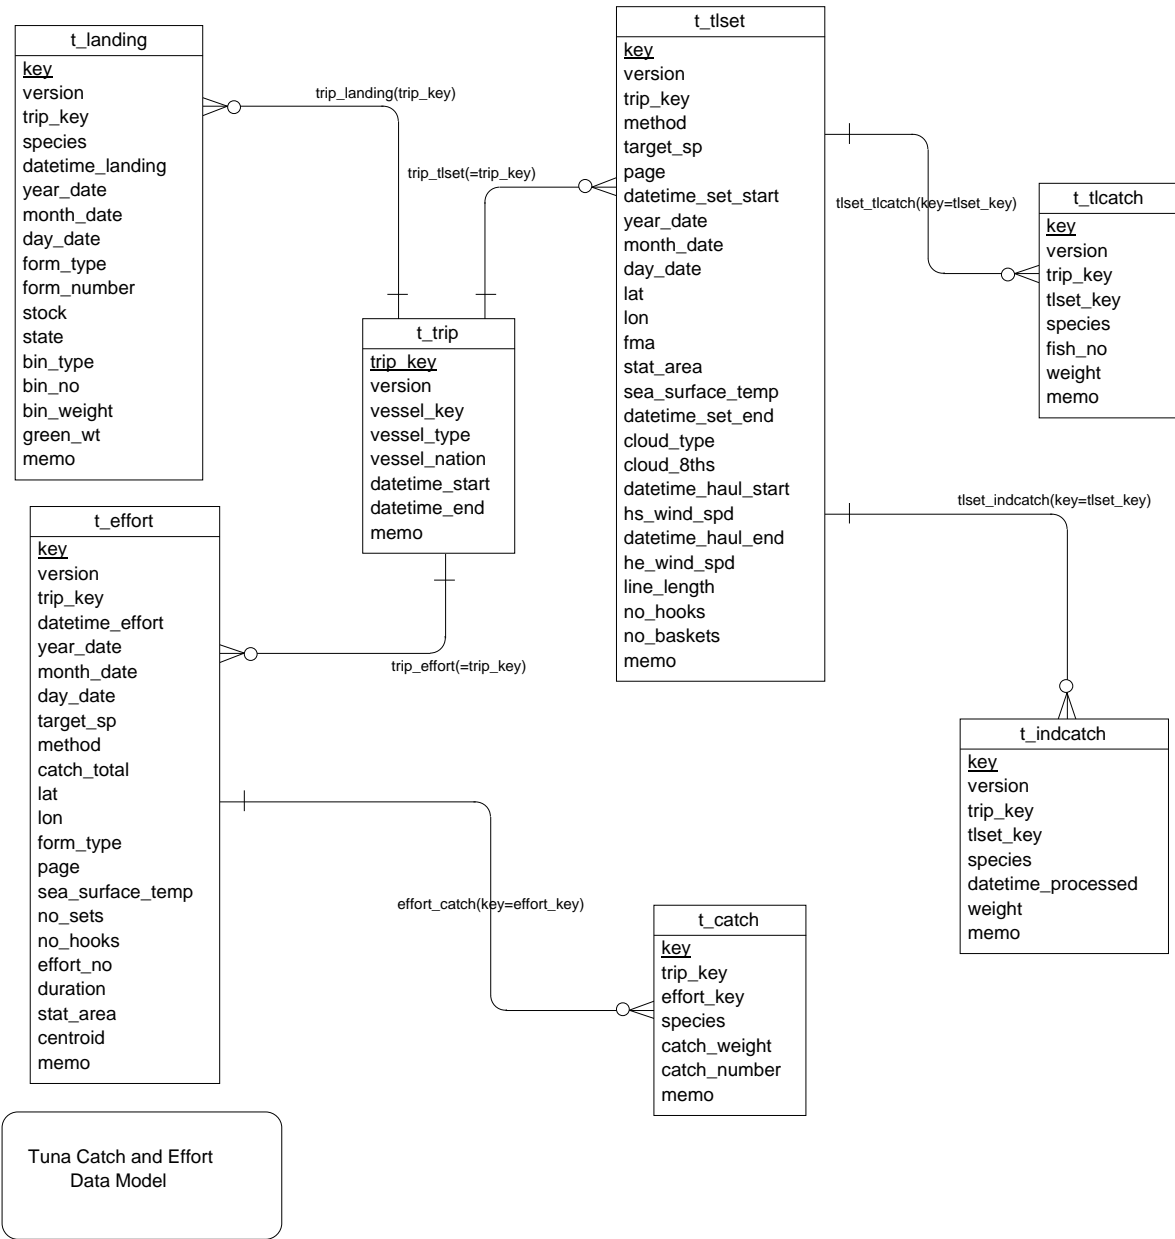 t_landing
key
version
trip_key
species
datetime_landing
year_date
month_date
day_date
form_type
form_number
stock
state
bin_type
bin_no
bin_weight
green_wt
memo
trip_landing(trip_key)
trip_tlset(=trip_key)
t_trip
trip_key
version
vessel_key
vessel_type
vessel_nation
datetime_start
datetime_end
memo
t_tlset
key
version
trip_key
method
target_sp
page
datetime_set_start
year_date
month_date
day_date
lat
lon
fma
stat_area
sea_surface_temp
datetime_set_end
cloud_type
cloud_8ths
datetime_haul_start
hs_wind_spd
datetime_haul_end
he_wind_spd
line_length
no_hooks
no_baskets
memo
tlset_tlcatch(key=tlset_key)
t_tlcatch
key
version
trip_key
tlset_key
species
fish_no
weight
memo
tlset_indcatch(key=tlset_key)
t_indcatch
key
version
trip_key
tlset_key
species
datetime_processed
weight
memo
t_effort
key
version
trip_key
datetime_effort
year_date
month_date
day_date
target_sp
method
catch_total
lat
lon
form_type
page
sea_surface_temp
no_sets
no_hooks
effort_no
duration
stat_area
centroid
memo
trip_effort(=trip_key)
effort_catch(key=effort_key)
t_catch
key
trip_key
effort_key
species
catch_weight
catch_number
memo
Tuna Catch and Effort
Data Model